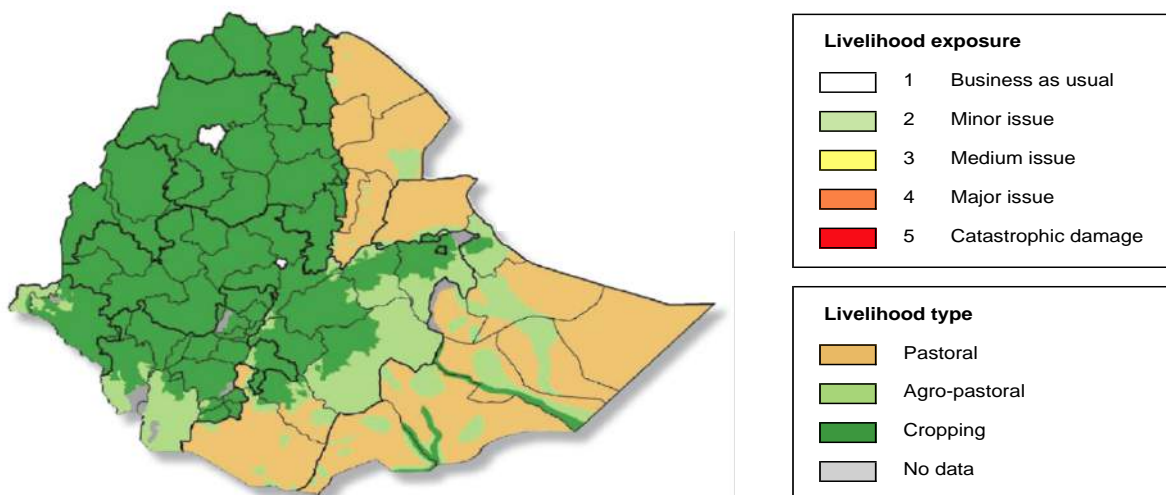 Livelihood exposure
1 Business as usual
2 Minor issue
3 Medium issue
4 Major issue
5 Catastrophic damage
Livelihood type
Pastoral
Agro-pastoral
Cropping
No data